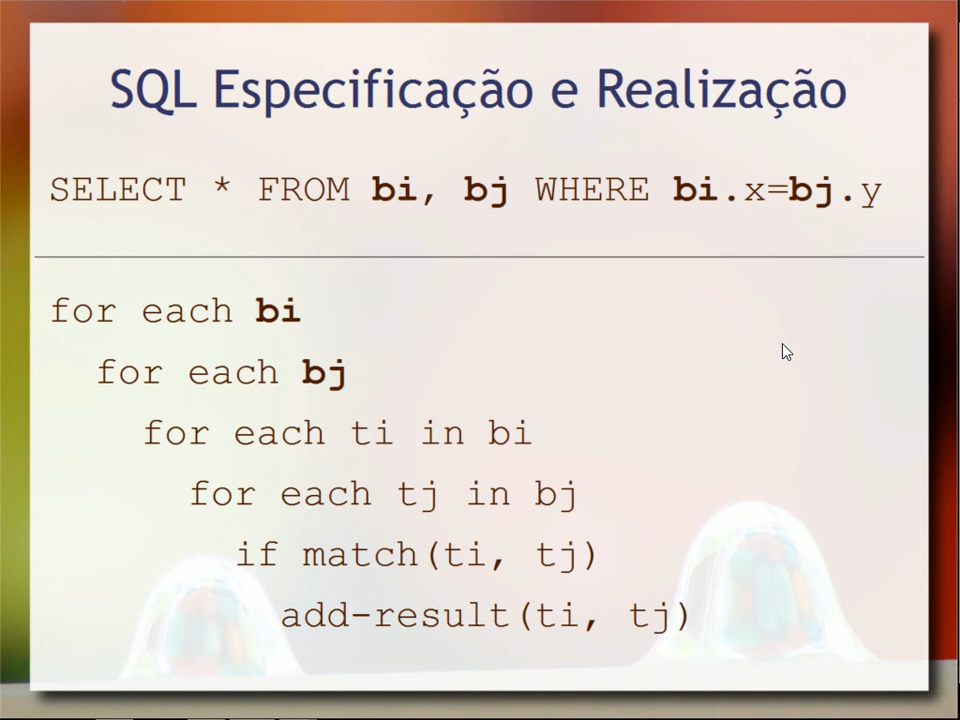 SQL Especificação e Realização
SELECT * FROM bi, bj WHERE bi.x=bj.y
for each bi
for each bj
for each ti in bi
for each tj in bj
if match(ti, tj)
add-result(ti, tj)